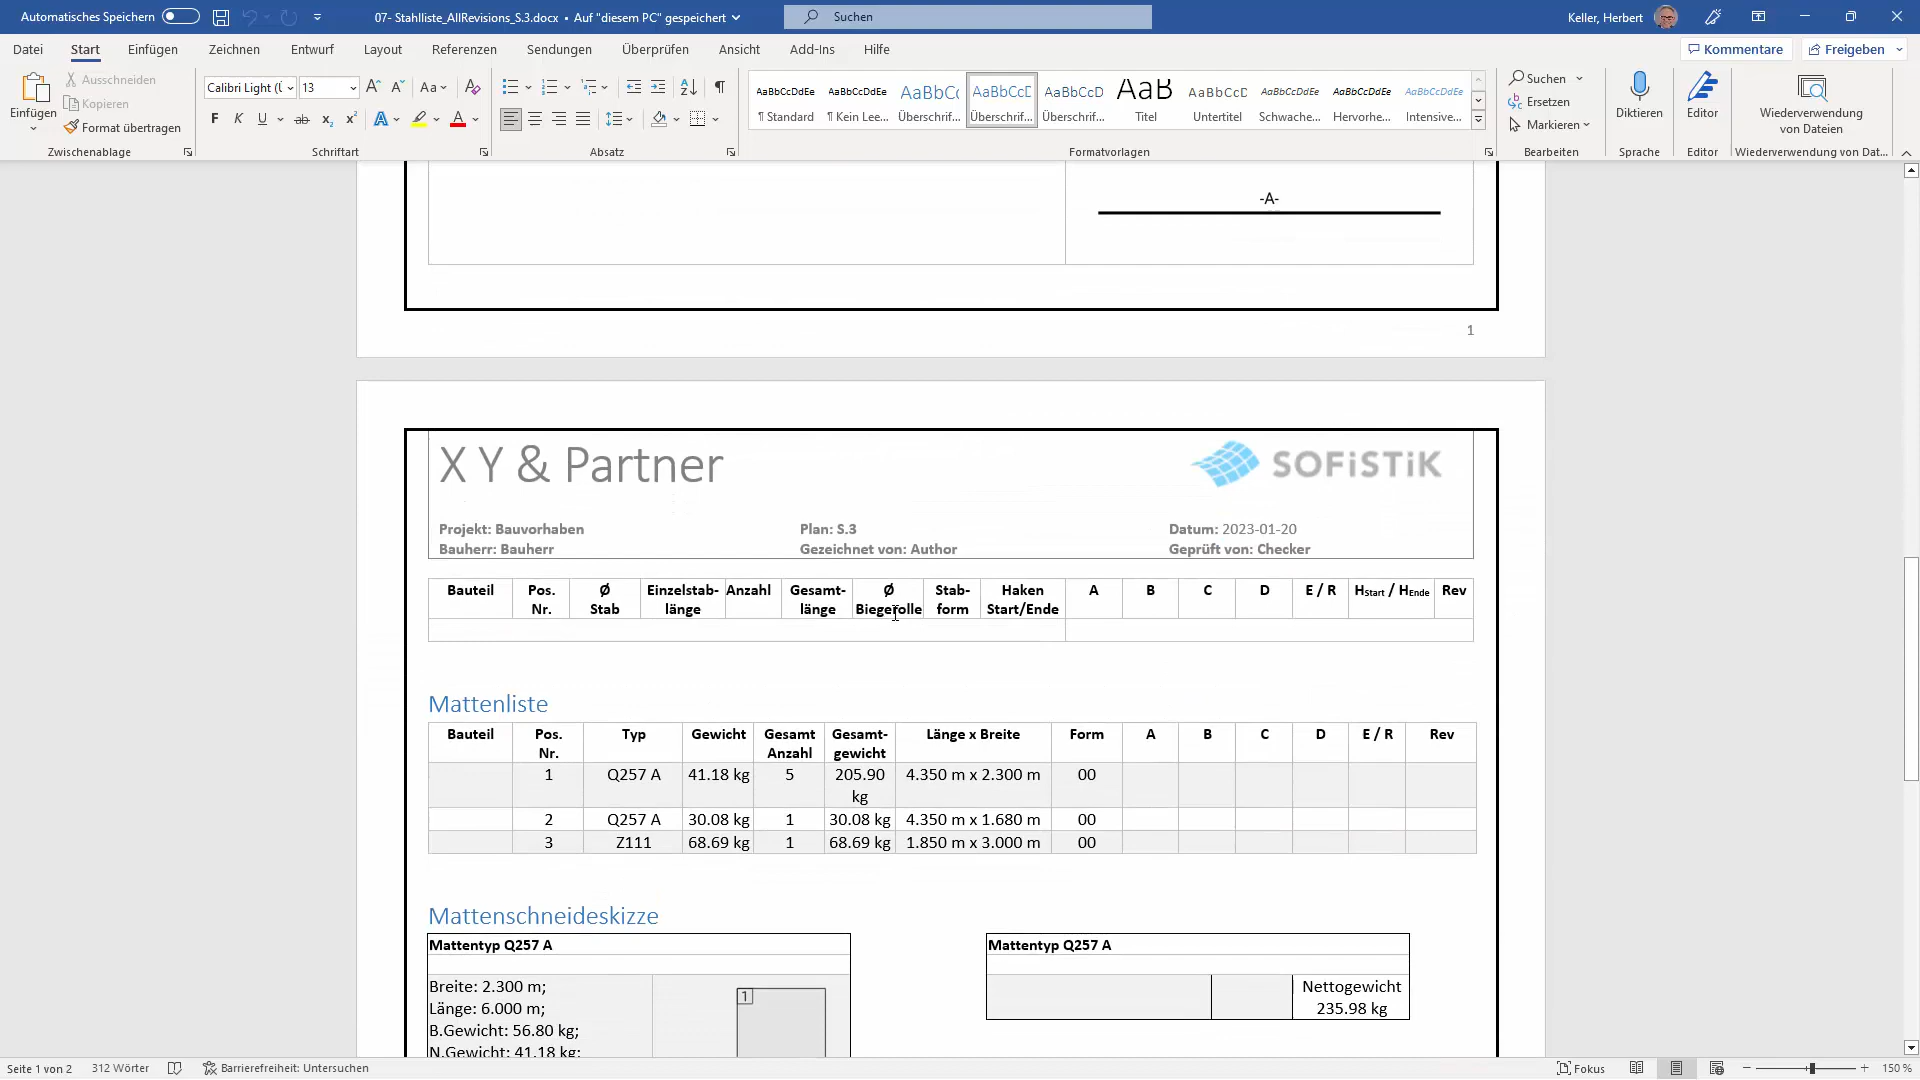 Automatisches Speichern
07- Stahlliste_AllRevisions_S.3.docx • Auf "diesem PC" gespeichert
Suchen
Keller, Herbert
Datei Start Einfügen Zeichnen Entwurf Layout Referenzen Sendungen Überprüfen Ansicht Add-Ins Hilfe
Kommentare
Freigeben
Einfügen
Ausschneiden
Kopieren
Format übertragen
Zwischenablage
Calibri Light (Ü 13
Schriftart
Absatz
AaBbCcDdEe AaBbCcDdEe AaBbCc AaBbCcD AaBbCcD AaB AaBbCcD AaBbCcDdEe AaBbCcDdEe AaBbCcDdEe
¶ Standard ¶ Kein Lee... Überschrif... Überschrif... Überschrif... Titel Untertitel Schwache... Hervorhe... Intensive...
Formatvorlagen
Suchen
Ersetzen
Markieren
Bearbeiten
Diktieren
Sprache
Editor
Editor
Wiederverwendung von Dateien
Wiederverwendung von Dat...
-A-
1
X Y & Partner
SOFiSTiK
Projekt: Bauvorhaben Plan: S.3 Datum: 2023-01-20
Bauherr: Bauherr Gezeichnet von: Author Geprüft von: Checker
Bauteil Pos. Ø Einzelstab- Anzahl Gesamt- Ø Stab- Haken A B C D E / R HStart / HEnde Rev
Nr. Stab länge länge Biegerolle form Start/Ende
Mattenliste
Bauteil Pos. Typ Gewicht Gesamt Gesamt- Länge x Breite Form A B C D E / R Rev
Nr. Anzahl gewicht
1 Q257 A 41.18 kg 5 205.90 4.350 m x 2.300 m 00
kg
2 Q257 A 30.08 kg 1 30.08 kg 4.350 m x 1.680 m 00
3 Z111 68.69 kg 1 68.69 kg 1.850 m x 3.000 m 00
Mattenschneideskizze
Mattentyp Q257 A Mattentyp Q257 A
Breite: 2.300 m; 1 Nettogewicht
Länge: 6.000 m; 235.98 kg
B.Gewicht: 56.80 kg;
N.Gewicht: 41.18 kg;
Seite 1 von 2 312 Wörter Barrierefreiheit: Untersuchen Fokus 150 %